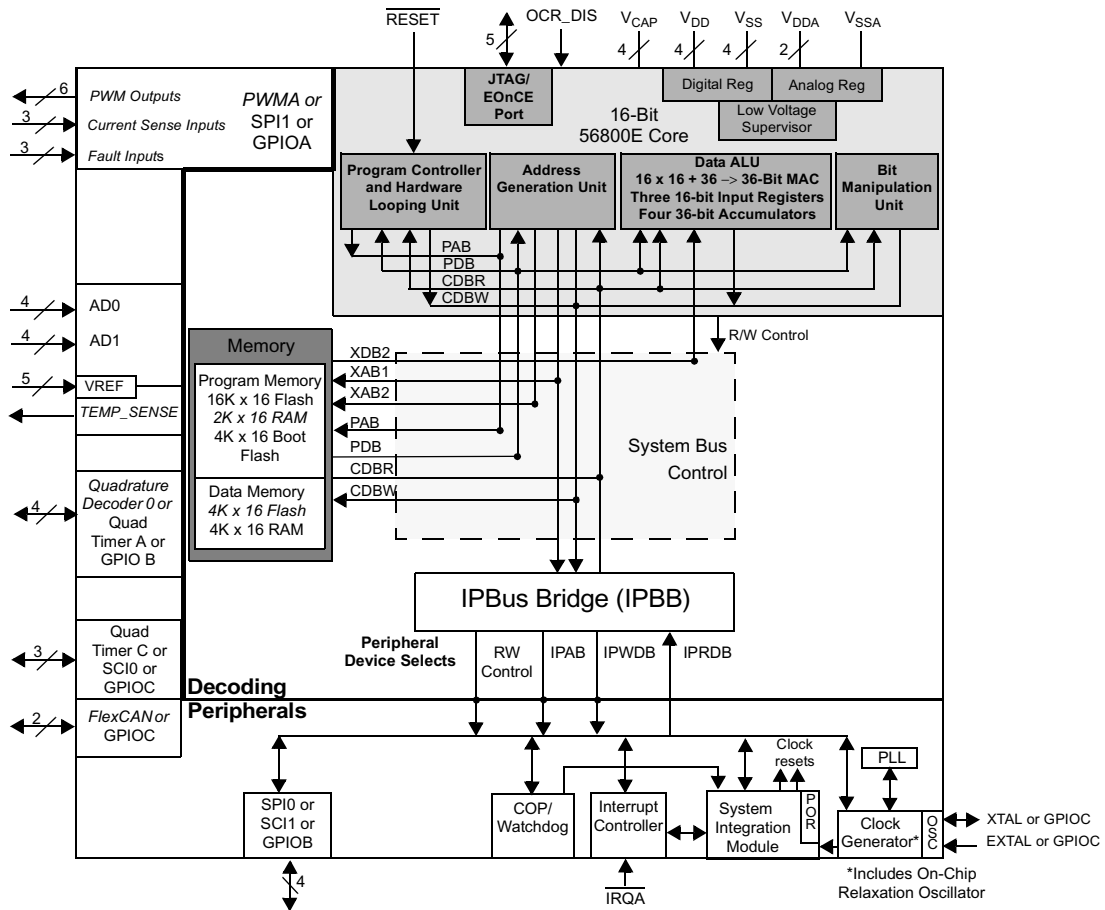 RESET
OCR_DIS
VCAP
VDD
VSS
VDDA
VSSA
5
4
4
4
2
6
PWM Outputs
3
Current Sense Inputs
3
Fault Inputs
PWMA or
SPI1 or
GPIOA
JTAG/
EOnCE
Port
Digital Reg
Analog Reg
Low Voltage
Supervisor
16-Bit
56800E Core
Program Controller
and Hardware
Looping Unit
Address
Generation Unit
Data ALU
16 x 16 + 36 –> 36-Bit MAC
Three 16-bit Input Registers
Four 36-bit Accumulators
Bit
Manipulation
Unit
PAB
PDB
CDBR
CDBW
R/W Control
4
AD0
4
AD1
5
VREF
TEMP_SENSE
Memory
Program Memory
16K x 16 Flash
2K x 16 RAM
4K x 16 Boot
Flash
Data Memory
4K x 16 Flash
4K x 16 RAM
XDB2
XAB1
XAB2
PAB
PDB
CDBR
CDBW
System Bus
Control
4
Quadrature
Decoder 0 or
Quad
Timer A or
GPIO B
IPBus Bridge (IPBB)
3
Quad
Timer C or
SCI0 or
GPIOC
Peripheral
Device Selects
RW
Control
IPAB
IPWDB
IPRDB
Decoding
Peripherals
2
FlexCAN or
GPIOC
Clock
resets
PLL
SPI0 or
SCI1 or
GPIOB
COP/
Watchdog
Interrupt
Controller
System
Integration
Module
POR
Clock
Generator*
OSC
XTAL or GPIOC
EXTAL or GPIOC
4
IRQA
*Includes On-Chip
Relaxation Oscillator